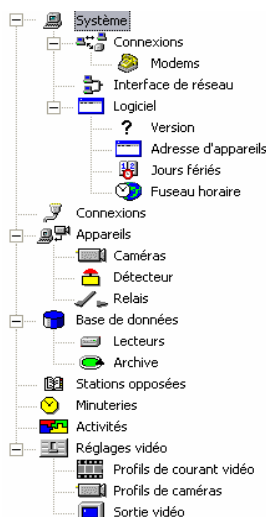 Système
Connexions
Modems
Interface de réseau
Logiciel
Version
Adresse d'appareils
Jours fériés
Fuseau horaire
Connexions
Appareils
Caméras
Détecteur
Relais
Base de données
Lecteurs
Archive
Stations opposées
Minuteries
Activités
Réglages vidéo
Profils de courant vidéo
Profils de caméras
Sortie vidéo